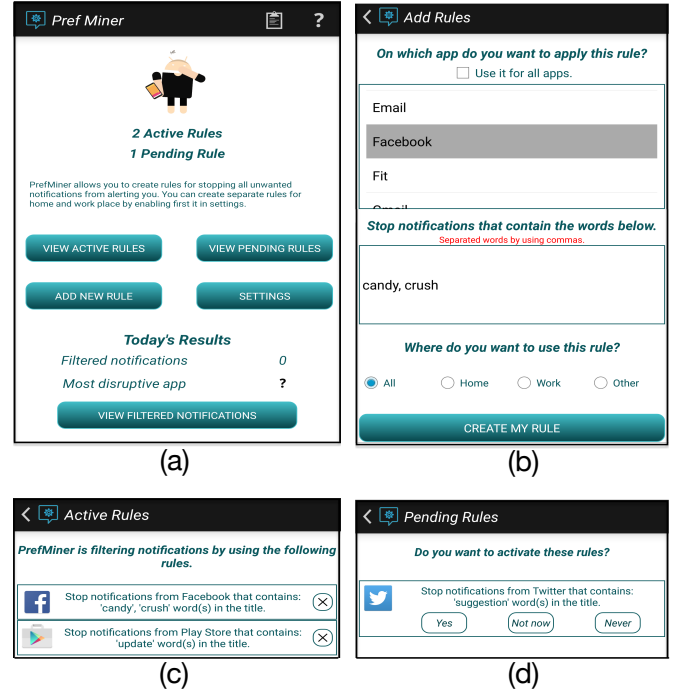 Pref Miner
?
2 Active Rules
1 Pending Rule
PrefMiner allows you to create rules for stopping all unwanted
notifications from alerting you. You can create separate rules for
home and work place by enabling first it in settings.
VIEW ACTIVE RULES
VIEW PENDING RULES
ADD NEW RULE
SETTINGS
Today's Results
Filtered notifications 0
Most disruptive app ?
VIEW FILTERED NOTIFICATIONS
(a)
Add Rules
On which app do you want to apply this rule?
Use it for all apps.
Email
Facebook
Fit
Gmail
Stop notifications that contain the words below.
Separated words by using commas.
candy, crush
Where do you want to use this rule?
All Home Work Other
CREATE MY RULE
(b)
Active Rules
PrefMiner is filtering notifications by using the following
rules.
Stop notifications from Facebook that contains:
'candy', 'crush' word(s) in the title.
Stop notifications from Play Store that contains:
'update' word(s) in the title.
(c)
Pending Rules
Do you want to activate these rules?
Stop notifications from Twitter that contains:
'suggestion' word(s) in the title.
Yes Not now Never
(d)